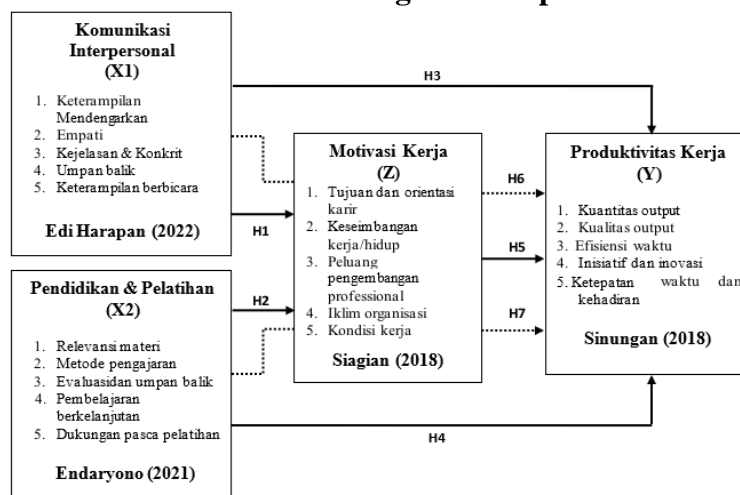 Komunikasi
Interpersonal
(X1)
1. Keterampilan
Mendengarkan
2. Empati
3. Kejelasan & Konkrit
4. Umpan balik
5. Keterampilan berbicara
Edi Harapan (2022)
Pendidikan & Pelatihan
(X2)
1. Relevansi materi
2. Metode pengajaran
3. Evaluasidan umpan balik
4. Pembelajaran
berkelanjutan
5. Dukungan pasca pelatihan
Endaryono (2021)
H1
H2
H3
H4
Motivasi Kerja
(Z)
1. Tujuan dan orientasi
karir
2. Keseimbangan
kerja/hidup
3. Peluang
pengembangan
professional
4. Iklim organisasi
5. Kondisi kerja
Siagian (2018)
H6
H5
H7
Produktivitas Kerja
(Y)
1. Kuantitas output
2. Kualitas output
3. Efisiensi waktu
4. Inisiatif dan inovasi
5. Ketepatan waktu dan
kehadiran
Sinungan (2018)